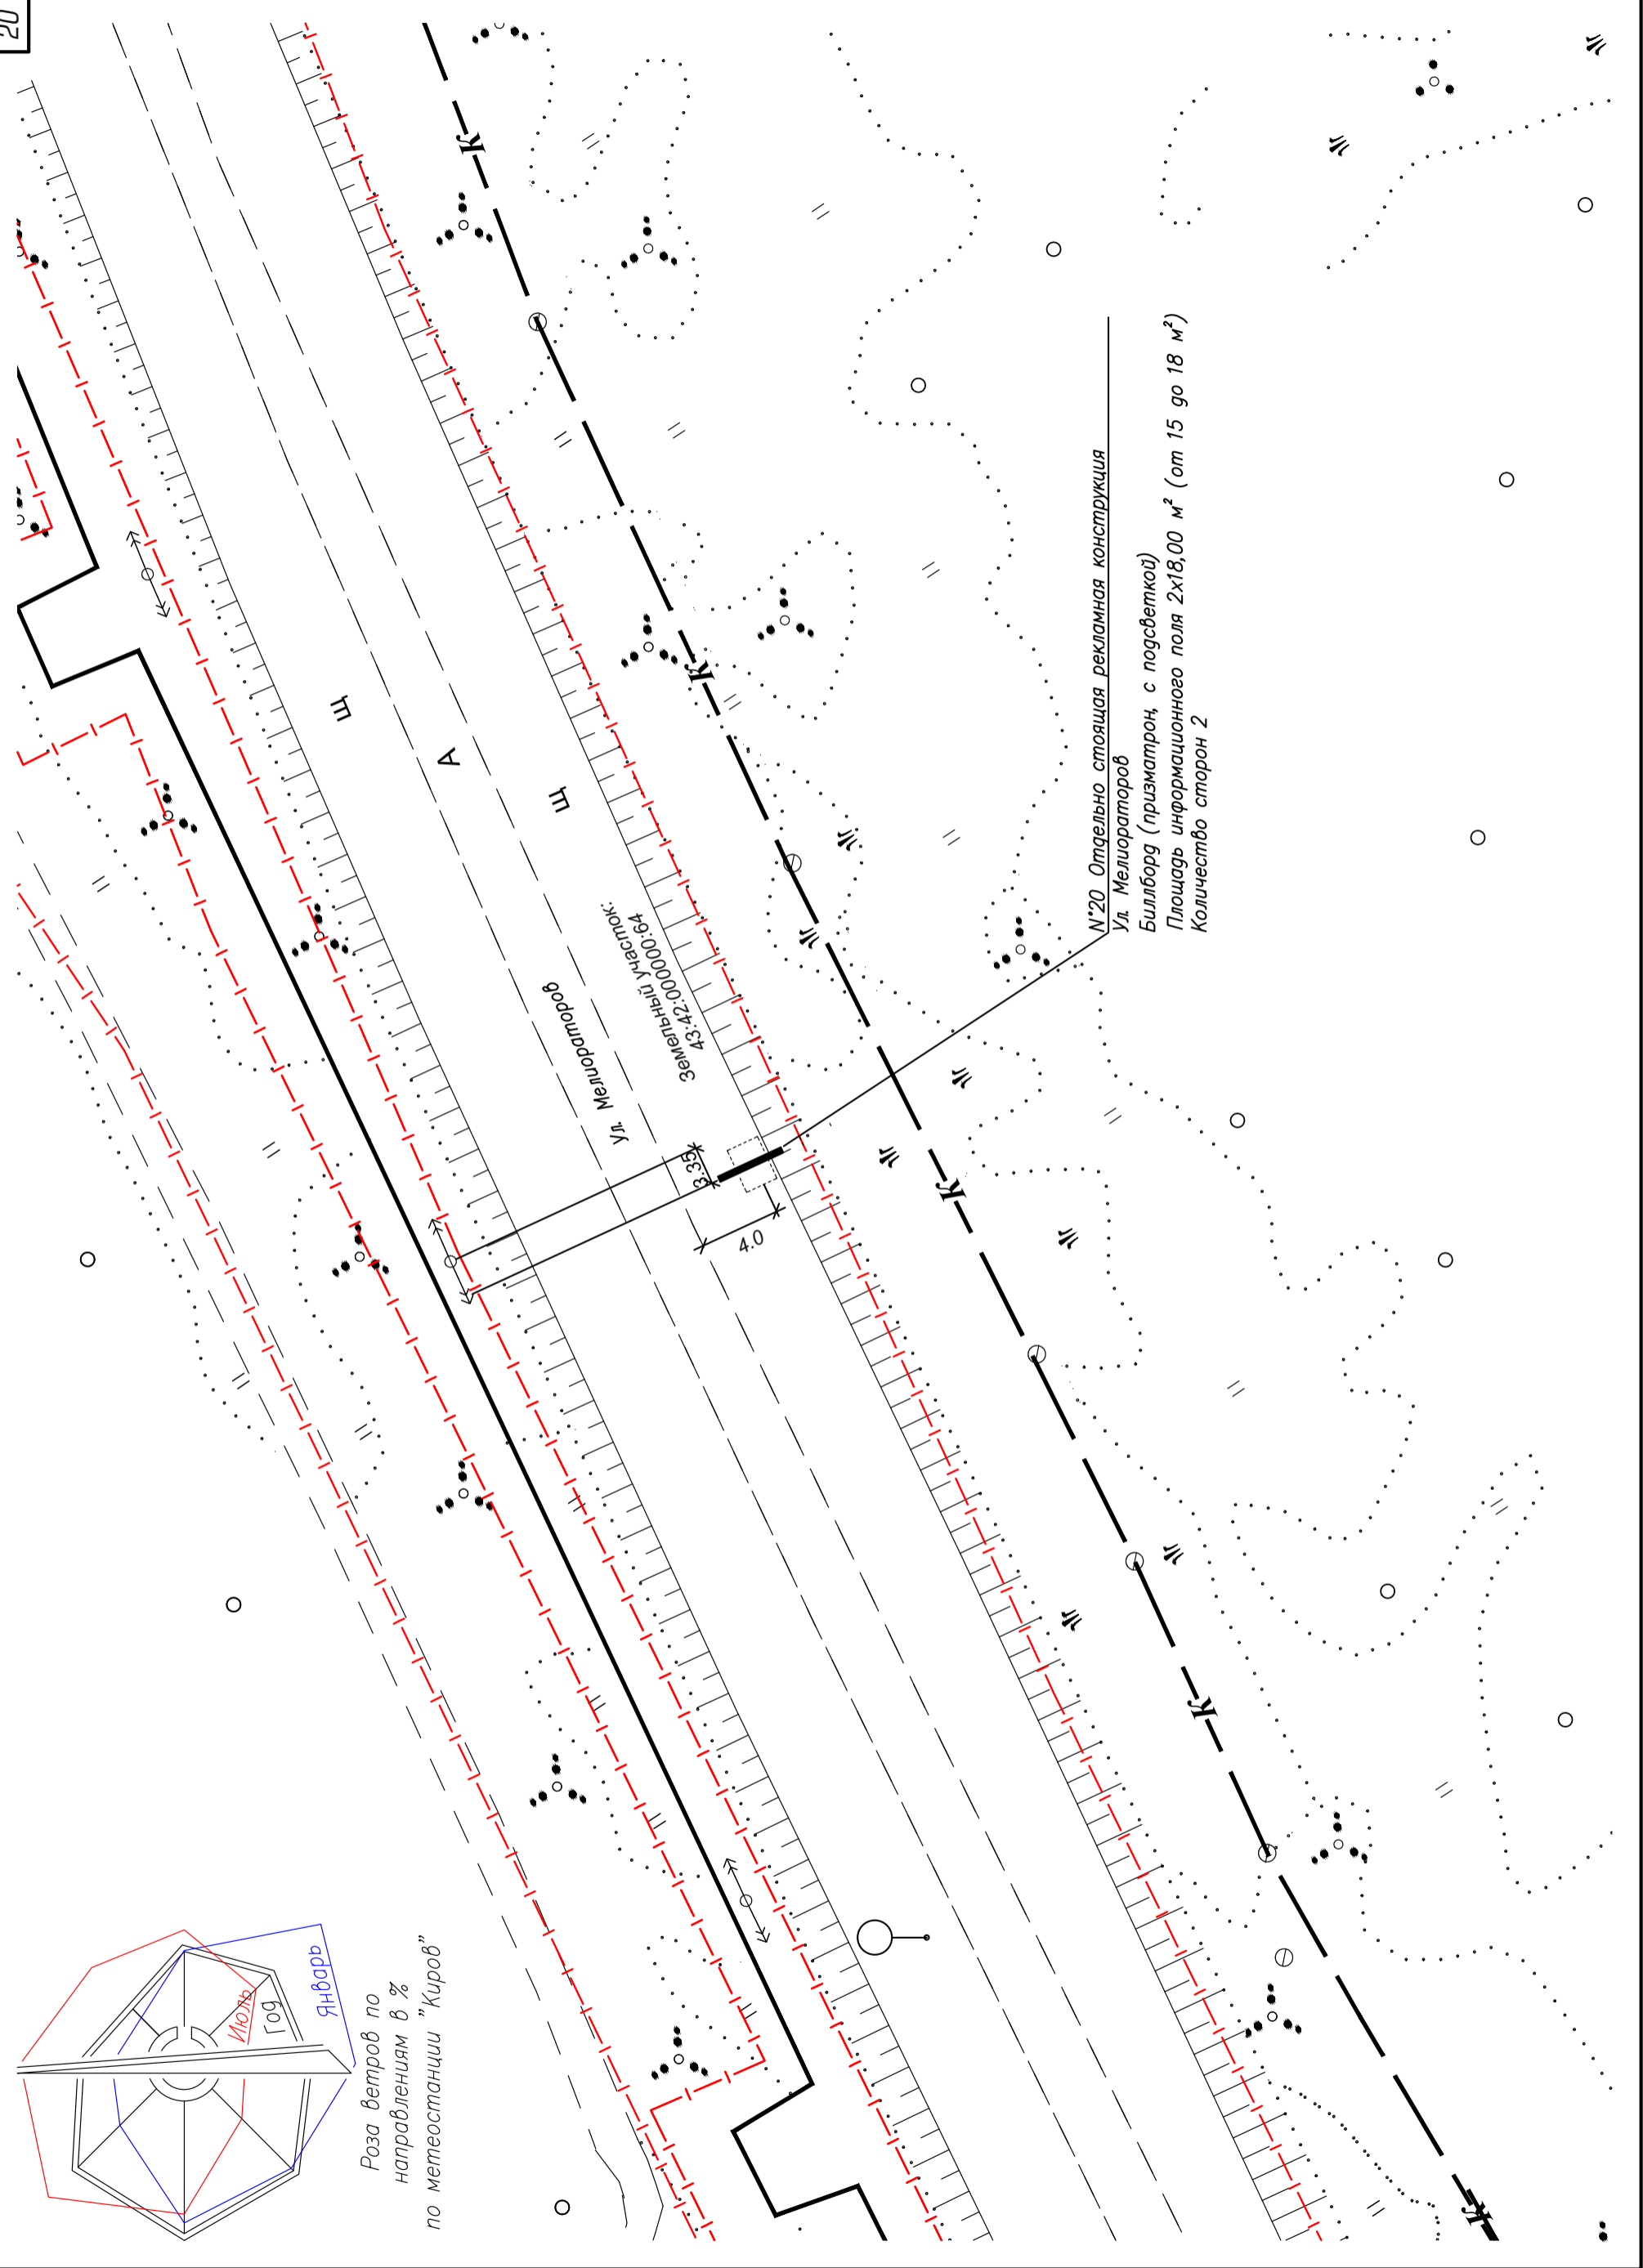 20
Щ
А
Щ
К
К
К
К
К
Ул. Мелиораторов
Земельный участок:
43:42:000000:64
3.35
4.0
N°20 Отдельно стоящая рекламная конструкция
Ул. Мелиораторов
Биллборд (призматрон, с подсветкой)
Площадь информационного поля 2х18,00 м² (от 15 до 18 м²)
Количество сторон 2
Июль
Год
Январь
Роза ветров по
направлениям в %
по метеостанции "Киров"